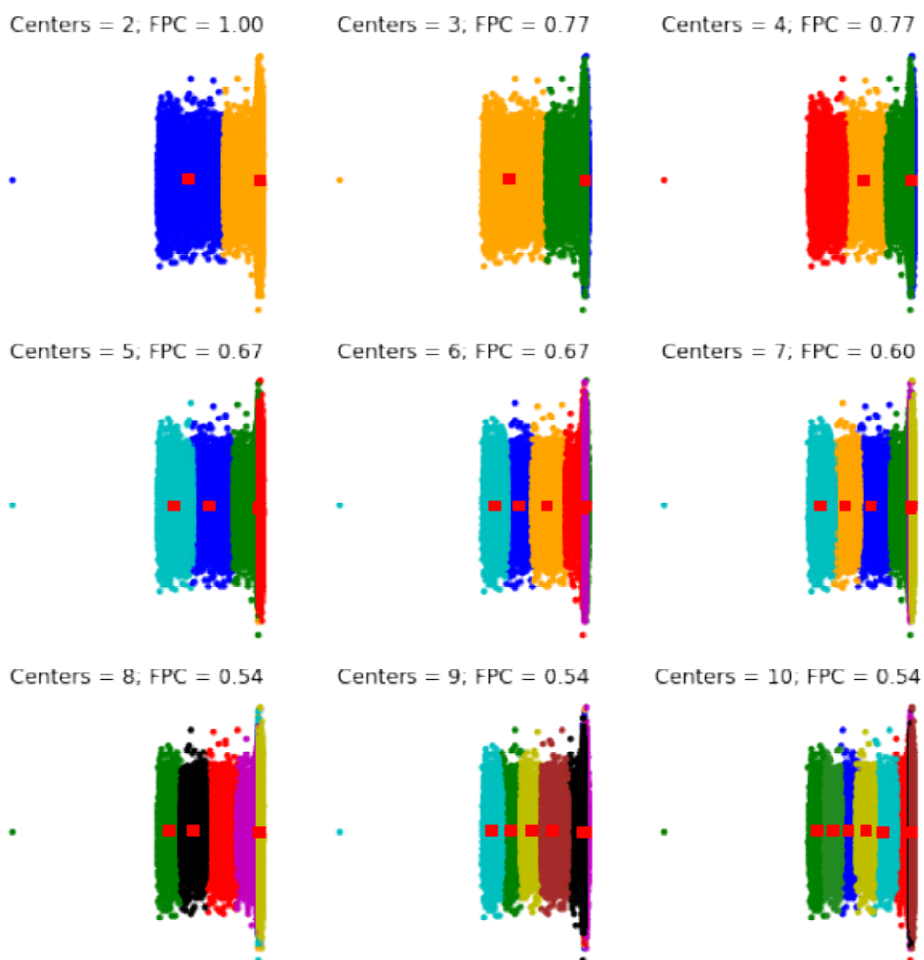 Centers = 2; FPC = 1.00
Centers = 3; FPC = 0.77
Centers = 4; FPC = 0.77
Centers = 5; FPC = 0.67
Centers = 6; FPC = 0.67
Centers = 7; FPC = 0.60
Centers = 8; FPC = 0.54
Centers = 9; FPC = 0.54
Centers = 10; FPC = 0.54